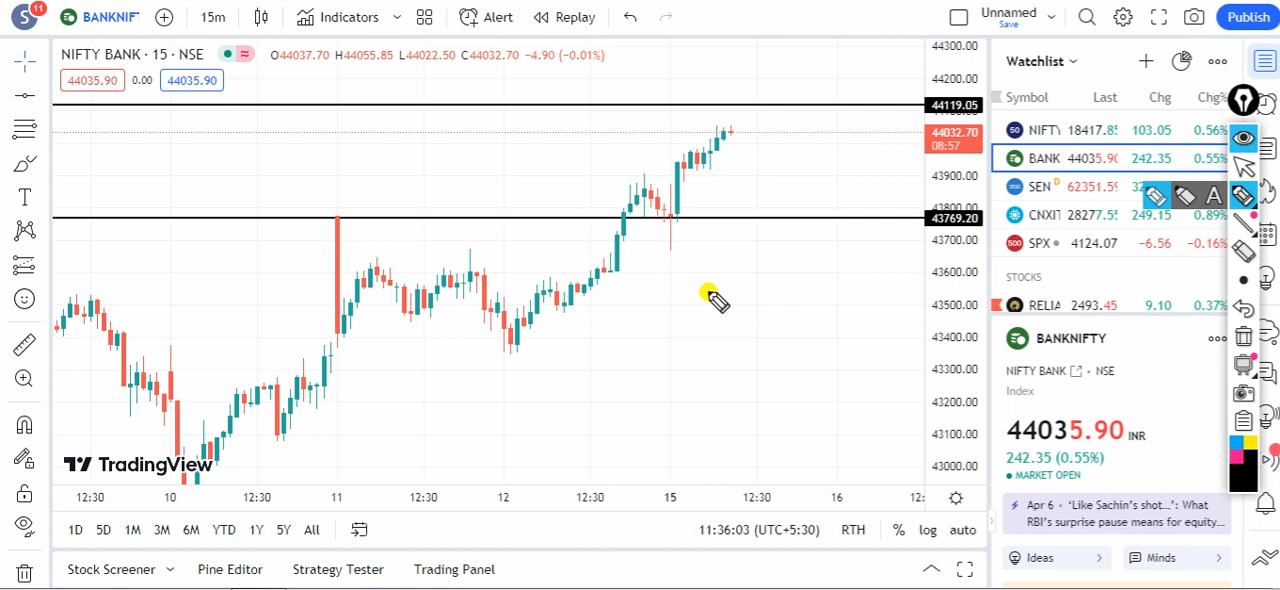 S 11 BANKNIF 15m Indicators Alert Replay Unnamed Save Publish
NIFTY BANK · 15 · NSE O44037.70 H44055.85 L44022.50 C44032.70 −4.90 (−0.01%)
44035.90 0.00 44035.90
44300.00
44200.00
44119.05
44032.70
08:57
43900.00
43800.00
43769.20
43700.00
43600.00
43500.00
43400.00
43300.00
43200.00
43100.00
43000.00
TradingView
12:30 10 12:30 11 12:30 12 12:30 15 12:30 16 12:
1D 5D 1M 3M 6M YTD 1Y 5Y All 11:36:03 (UTC+5:30) RTH % log auto
Stock Screener Pine Editor Strategy Tester Trading Panel
Watchlist
Symbol Last Chg Chg%
50 NIFTY 18417.85 103.05 0.56%
BANK 44035.90 242.35 0.55%
SEN D 62351.59 A
CNXIT 28277.55 249.15 0.89%
500 SPX 4124.07 −6.56 −0.16%
STOCKS
RELIA 2493.45 9.10 0.37%
BANKNIFTY
NIFTY BANK · NSE
Index
44035.90 INR
242.35 (0.55%)
MARKET OPEN
Apr 6 · ‘Like Sachin’s shot...’: What
RBI’s surprise pause means for equity...
Ideas Minds